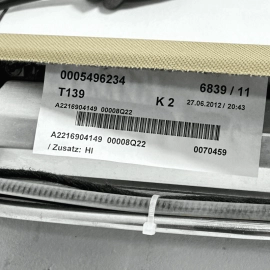 0005496234 6839 / 11
T139 K 2 27.06.2012 / 20:43
A2216904149 00008Q22
A2216904149 00008Q22
/ Zusatz: HI 0070459